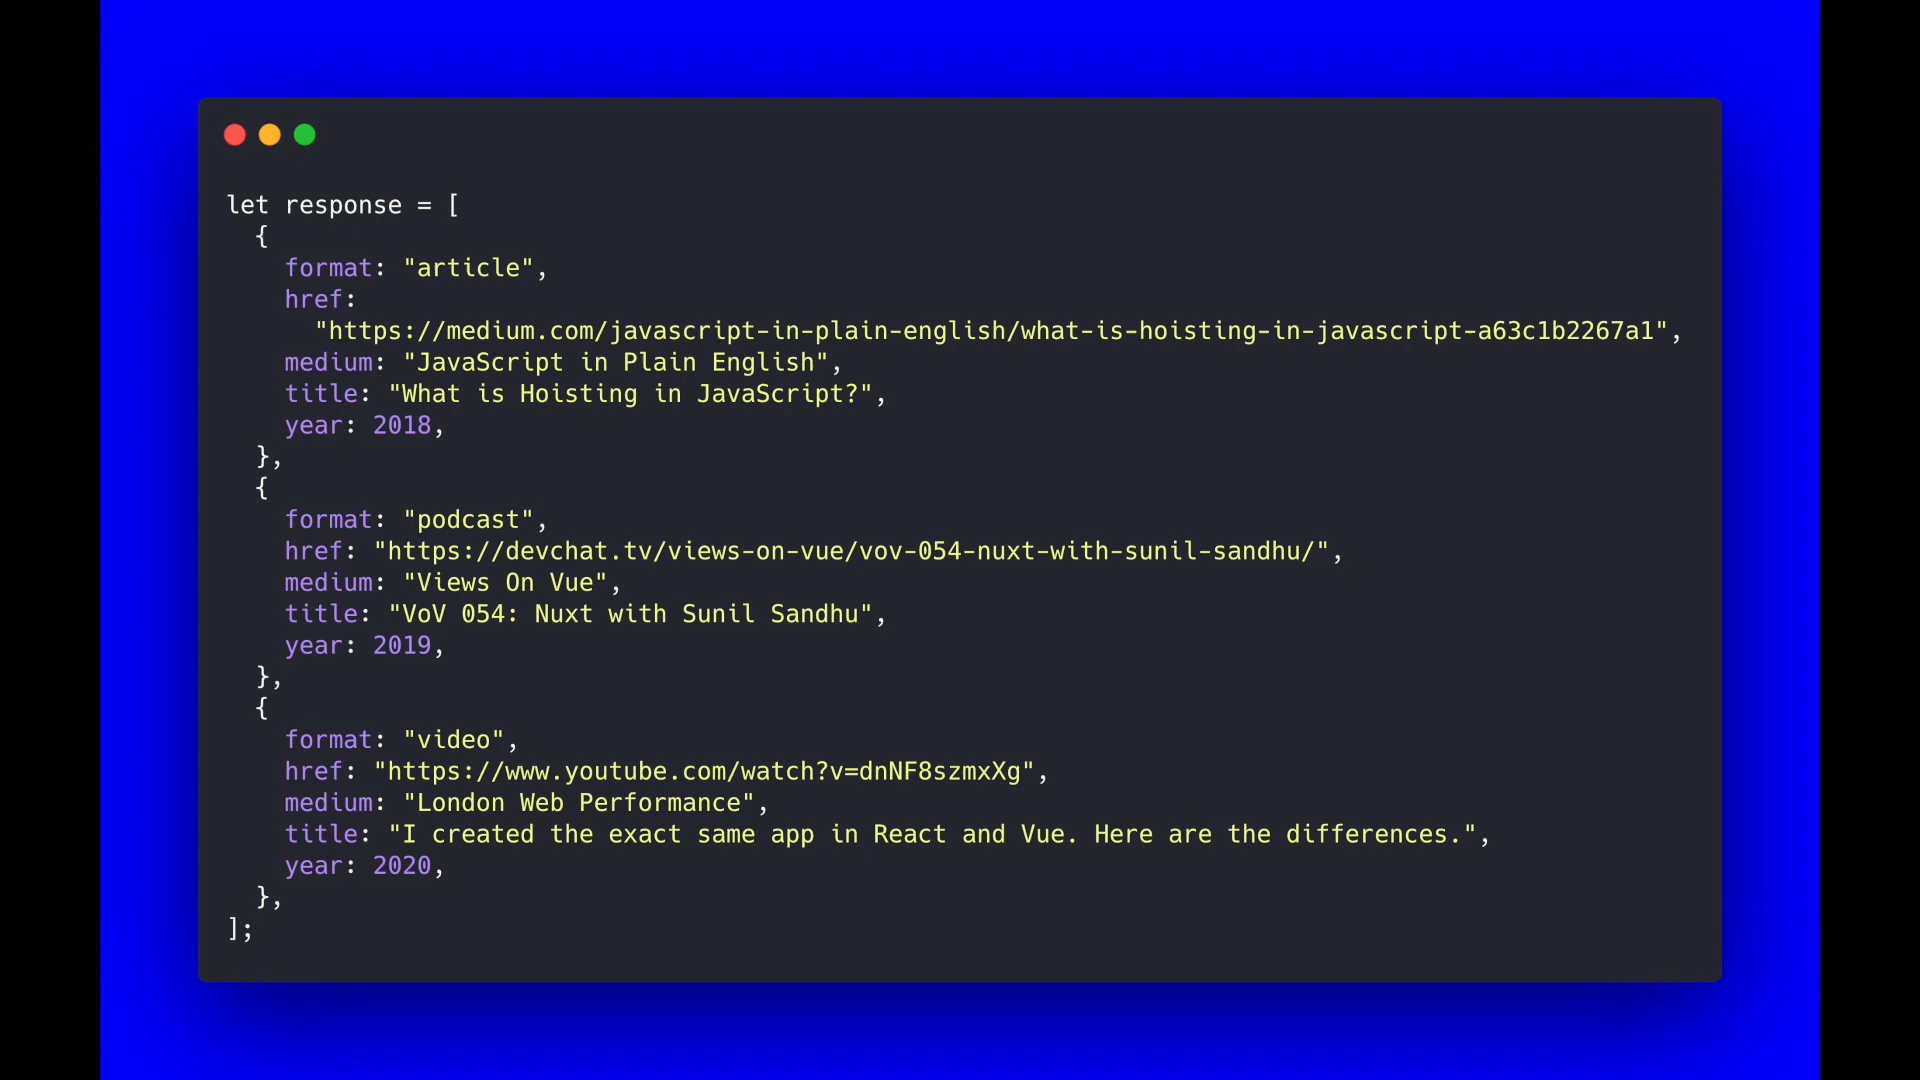 let response = [
  {
    format: "article",
    href:
      "https://medium.com/javascript-in-plain-english/what-is-hoisting-in-javascript-a63c1b2267a1",
    medium: "JavaScript in Plain English",
    title: "What is Hoisting in JavaScript?",
    year: 2018,
  },
  {
    format: "podcast",
    href: "https://devchat.tv/views-on-vue/vov-054-nuxt-with-sunil-sandhu/",
    medium: "Views On Vue",
    title: "VoV 054: Nuxt with Sunil Sandhu",
    year: 2019,
  },
  {
    format: "video",
    href: "https://www.youtube.com/watch?v=dnNF8szmxXg",
    medium: "London Web Performance",
    title: "I created the exact same app in React and Vue. Here are the differences.",
    year: 2020,
  },
];